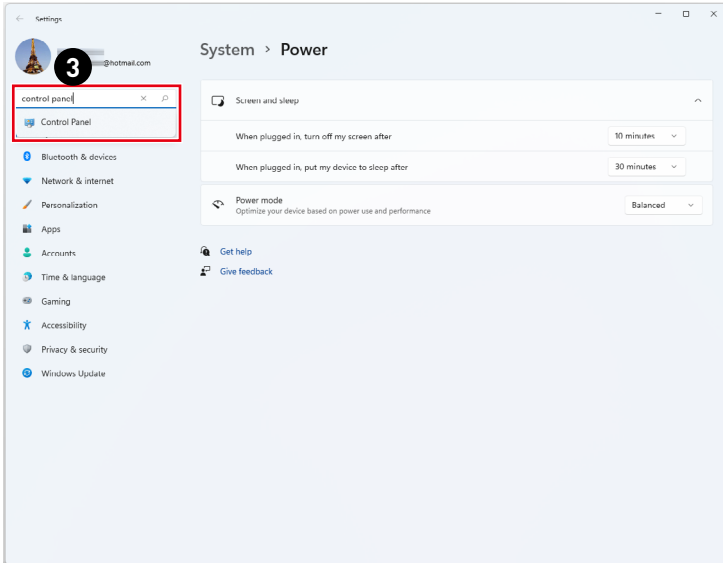 Settings
@hotmail.com
3
control panel
Control Panel
Bluetooth & devices
Network & internet
Personalization
Apps
Accounts
Time & language
Gaming
Accessibility
Privacy & security
Windows Update
System > Power
Screen and sleep
When plugged in, turn off my screen after
10 minutes
When plugged in, put my device to sleep after
30 minutes
Power mode
Optimize your device based on power use and performance
Balanced
Get help
Give feedback